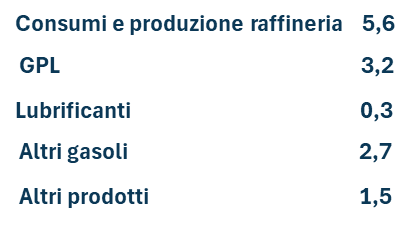 Consumi e produzione raffineria 5,6
GPL 3,2
Lubrificanti 0,3
Altri gasoli 2,7
Altri prodotti 1,5